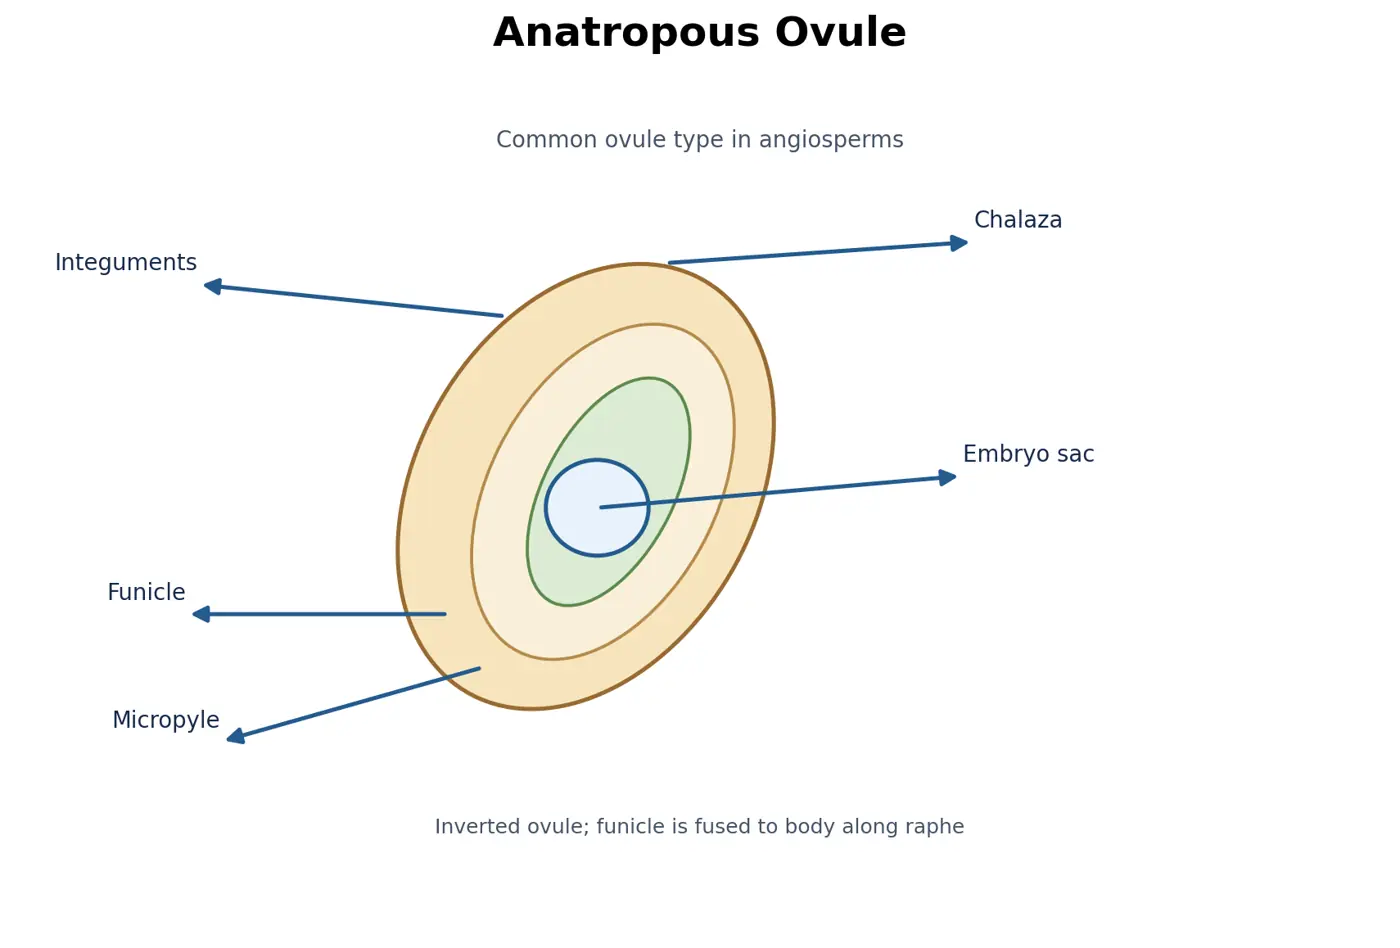 Anatropous Ovule
Common ovule type in angiosperms
Chalaza
Integuments
Embryo sac
Funicle
Micropyle
Inverted ovule; funicle is fused to body along raphe